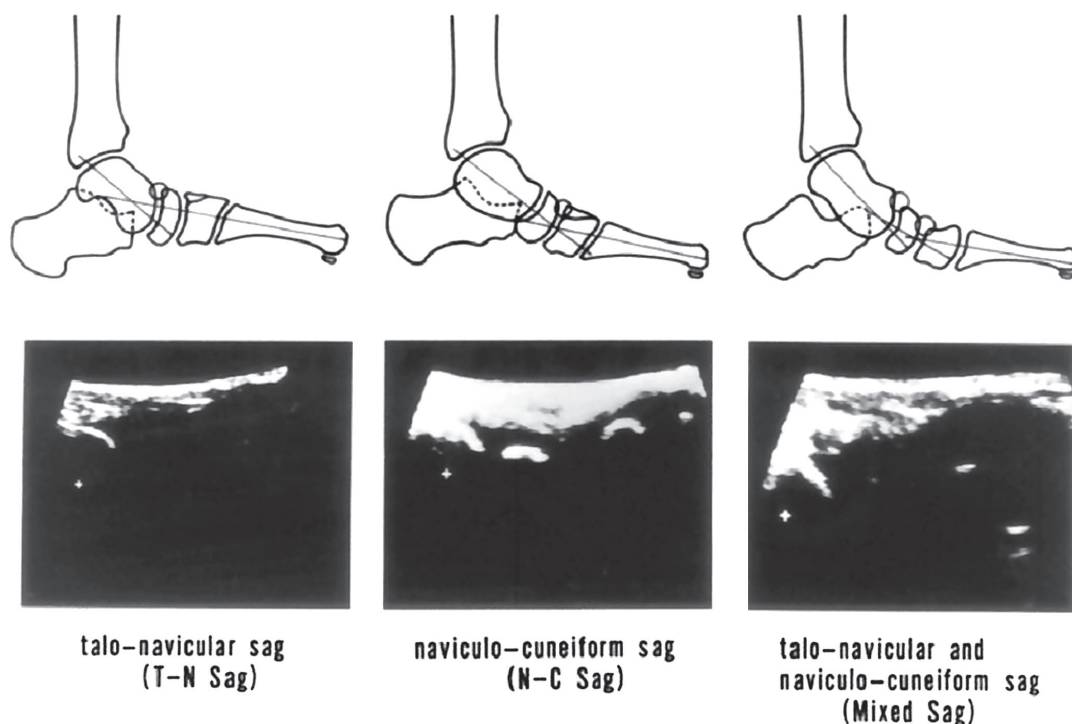 talo-navicular sag
(T-N Sag)
naviculo-cuneiform sag
(N-C Sag)
talo-navicular and
naviculo-cuneiform sag
(Mixed Sag)